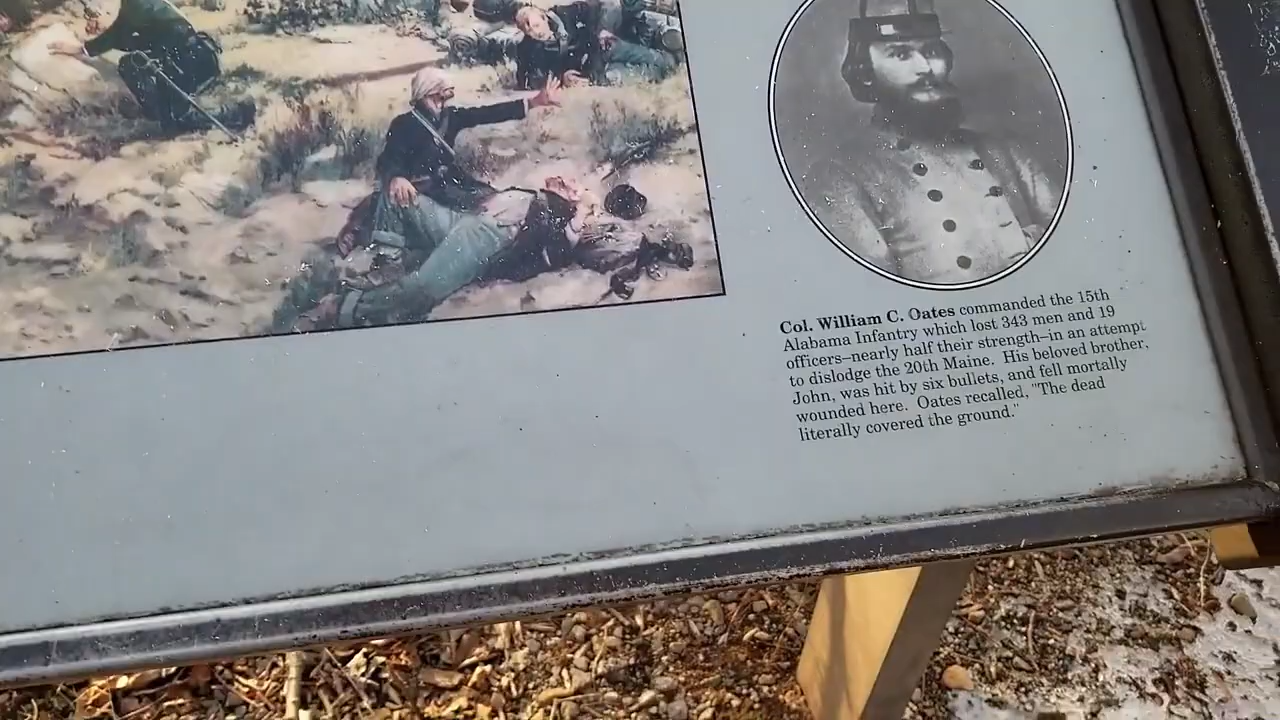 Col. William C. Oates commanded the 15th
Alabama Infantry which lost 343 men and 19
officers–nearly half their strength–in an attempt
to dislodge the 20th Maine. His beloved brother,
John, was hit by six bullets, and fell mortally
wounded here. Oates recalled, "The dead
literally covered the ground."